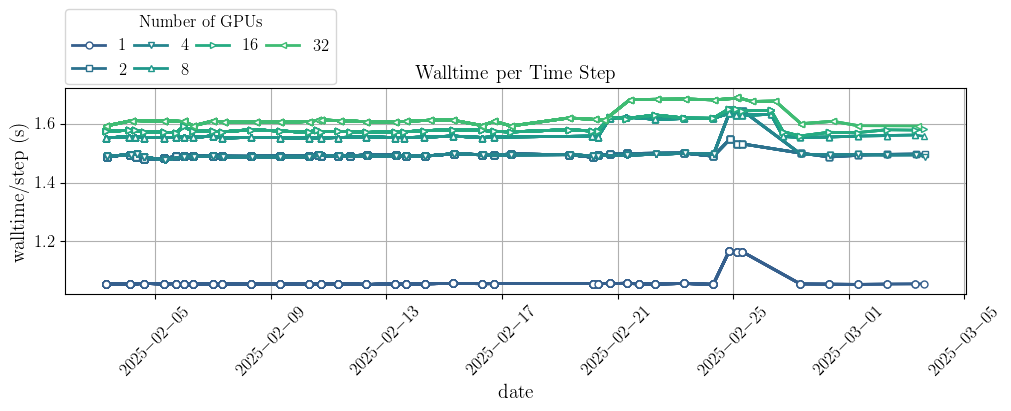 Number of GPUs
1 4 16 32
2 8
Walltime per Time Step
walltime/step (s)
1.6
1.4
1.2
2025−02−05
2025−02−09
2025−02−13
2025−02−17
2025−02−21
2025−02−25
2025−03−01
2025−03−05
date